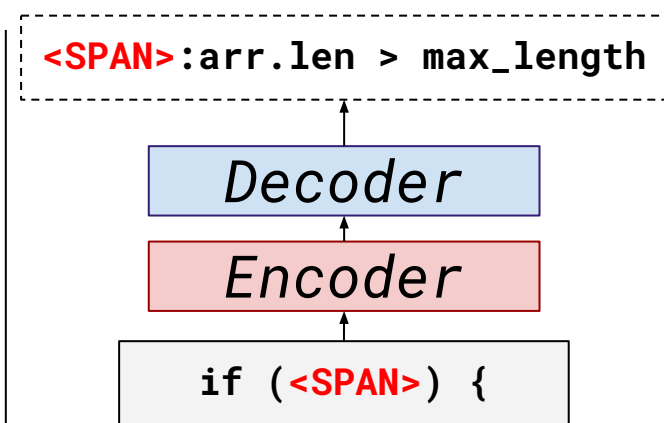 <SPAN>:arr.len > max_length
Decoder
Encoder
if (<SPAN>) {